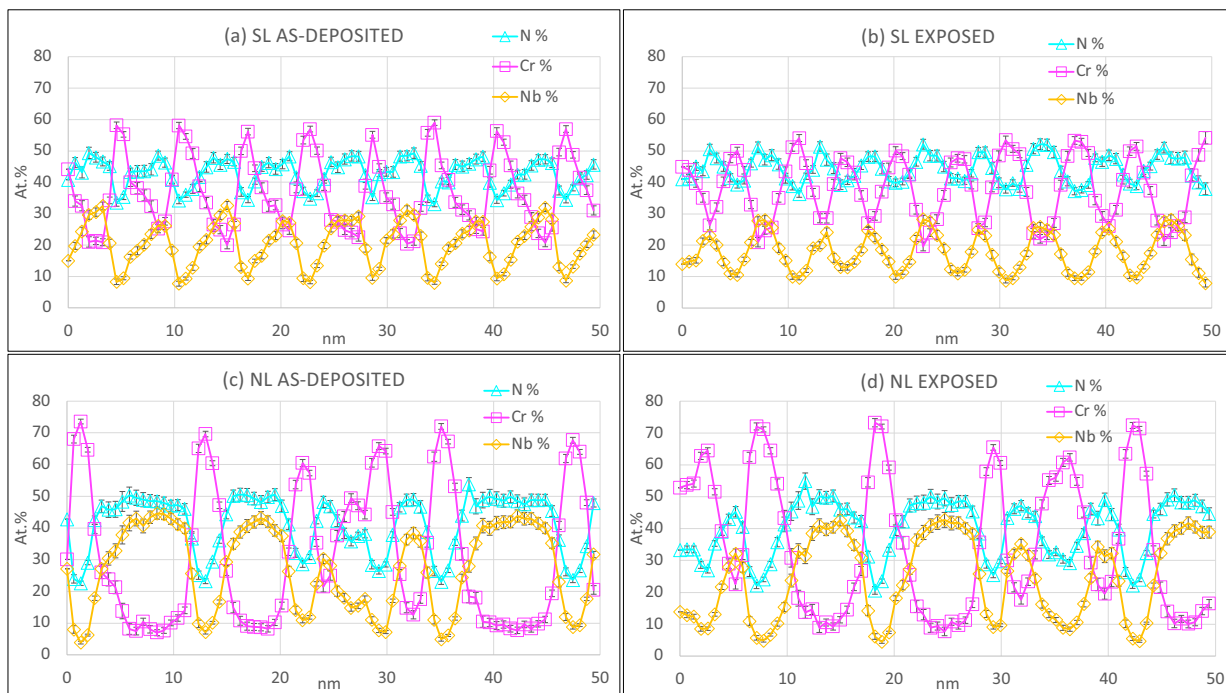 (a) SL AS-DEPOSITED
N %
Cr %
Nb %
At.%
80
70
60
50
40
30
20
10
0
0 10 20 30 40 50
nm
(b) SL EXPOSED
N %
Cr %
Nb %
At.%
80
70
60
50
40
30
20
10
0
0 10 20 30 40 50
nm
(c) NL AS-DEPOSITED
N %
Cr %
Nb %
At.%
80
70
60
50
40
30
20
10
0
0 10 20 30 40 50
nm
(d) NL EXPOSED
N %
Cr %
Nb %
At.%
80
70
60
50
40
30
20
10
0
0 10 20 30 40 50
nm